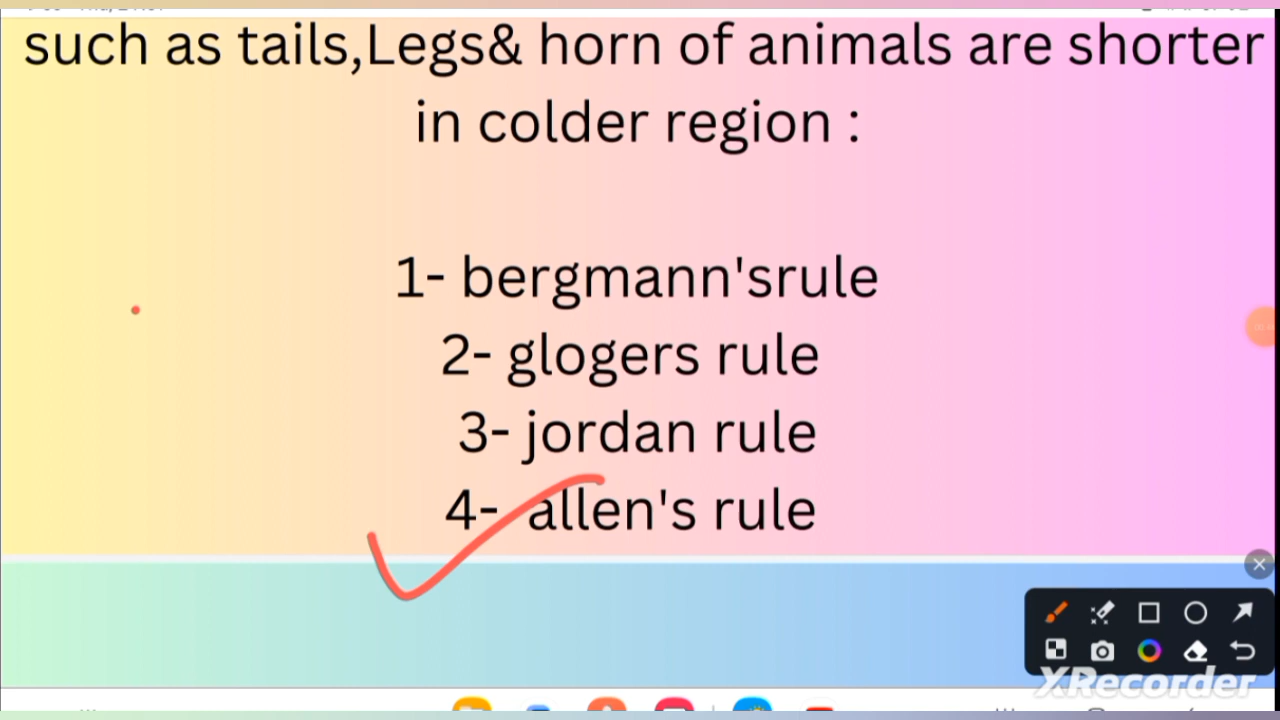 such as tails,Legs& horn of animals are shorter
in colder region :
1- bergmann'srule
2- glogers rule
3- jordan rule
4- allen's rule
XRecorder